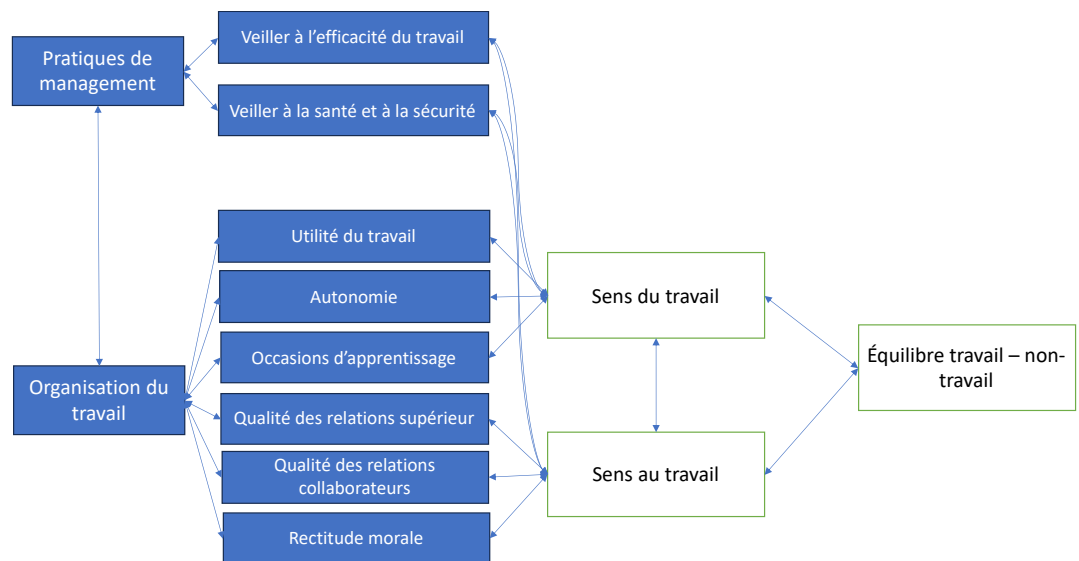 Pratiques de
management
Veiller à l’efficacité du travail
Veiller à la santé et à la sécurité
Organisation du
travail
Utilité du travail
Autonomie
Occasions d’apprentissage
Qualité des relations supérieur
Qualité des relations
collaborateurs
Rectitude morale
Sens du travail
Sens au travail
Équilibre travail – non-
travail